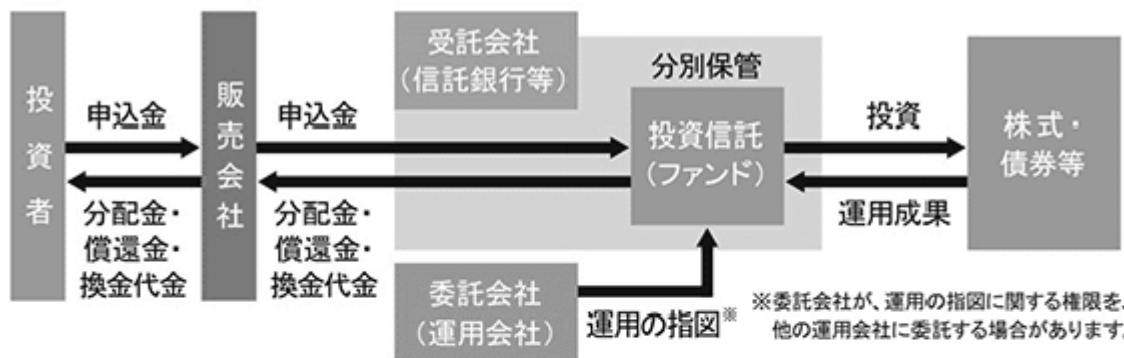 投資者
申込金
分配金・
償還金・
換金代金
販売会社
申込金
分配金・
償還金・
換金代金
受託会社
(信託銀行等)
分別保管
投資信託
(ファンド)
委託会社
(運用会社)
運用の指図※
投資
運用成果
株式・
債券等
※委託会社が、運用の指図に関する権限を、
他の運用会社に委託する場合があります。